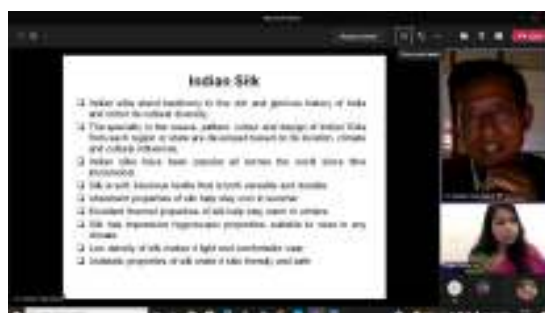 Indian Silk
❑ Indian silks stand testimony to the rich and glorious history of India
and reflect its cultural diversity.
❑ The speciality in the weave, pattern, colour and design of Indian Silks
from each region or state are developed based on its location, climate
and cultural influences.
❑ Indian silks have been popular all across the world since time
immemorial.
❑ Silk is soft luxurious textile that is both versatile and durable
❑ Absorbent properties of silk help stay cool in summer
❑ Excellent thermal properties of silk help stay warm in winters
❑ Silk has impressive hygroscopic properties, suitable to wear in any
climate
❑ Low density of silk makes it light and comfortable wear
❑ properties of silk make it skin friendly and safe